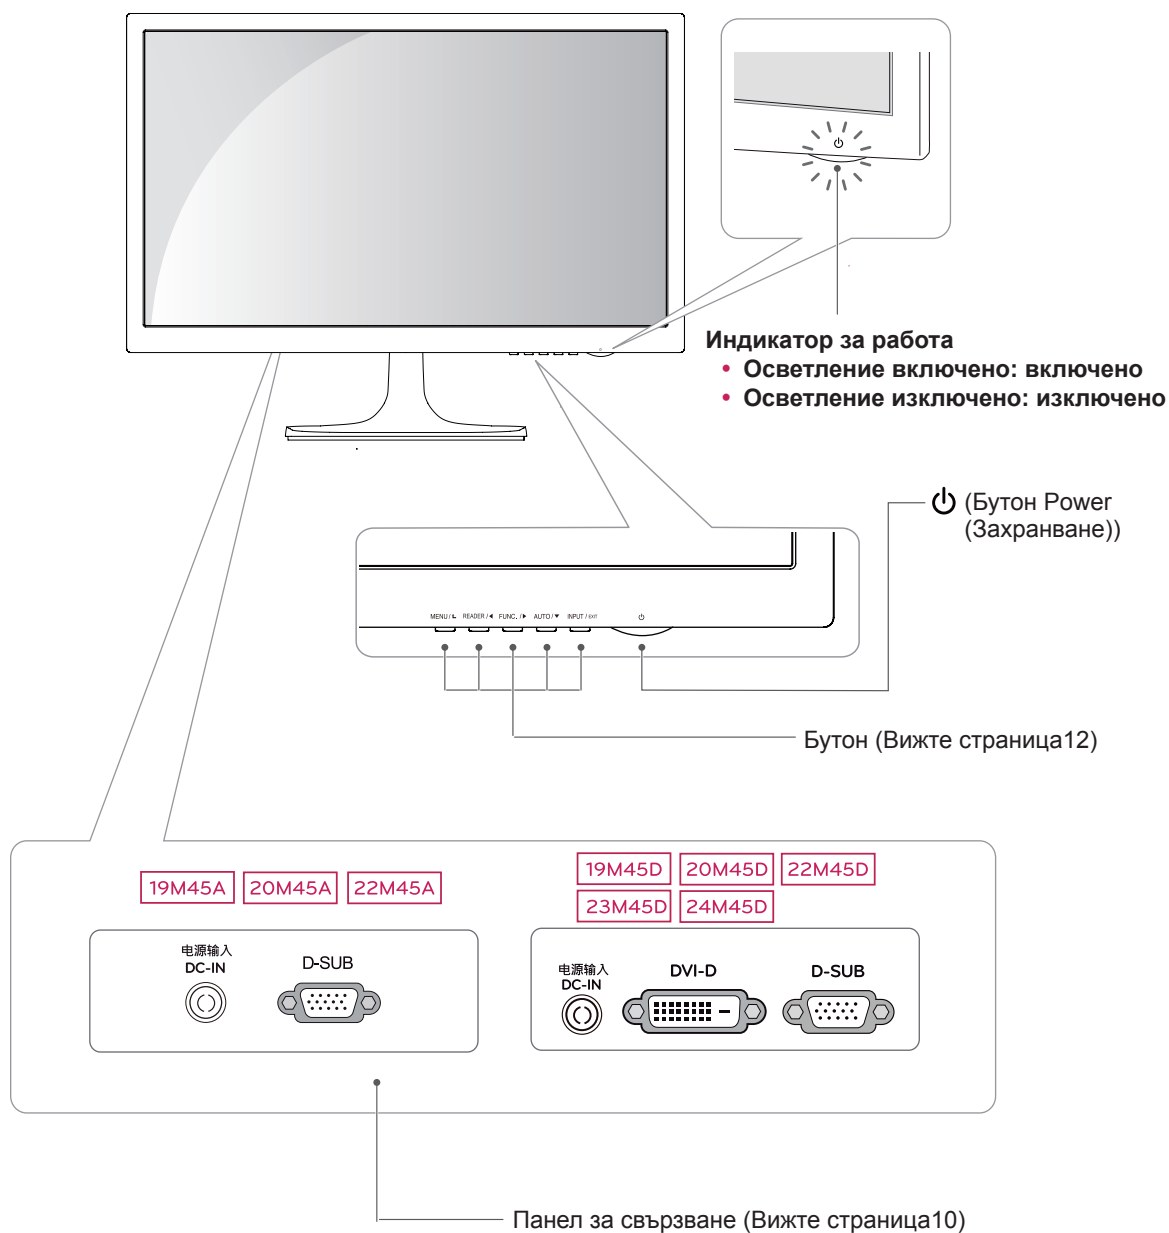 Индикатор за работа
• Осветление включено: включено
• Осветление изключено: изключено
(Бутон Power
(Захранване))
MENU / READER / ◀ FUNC. / ▶ AUTO / ▼ INPUT / EXIT
Бутон (Вижте страница12)
19M45A 20M45A 22M45A
电源输入
DC-IN
D-SUB
19M45D 20M45D 22M45D
23M45D 24M45D
电源输入
DC-IN
DVI-D
D-SUB
Панел за свързване (Вижте страница10)